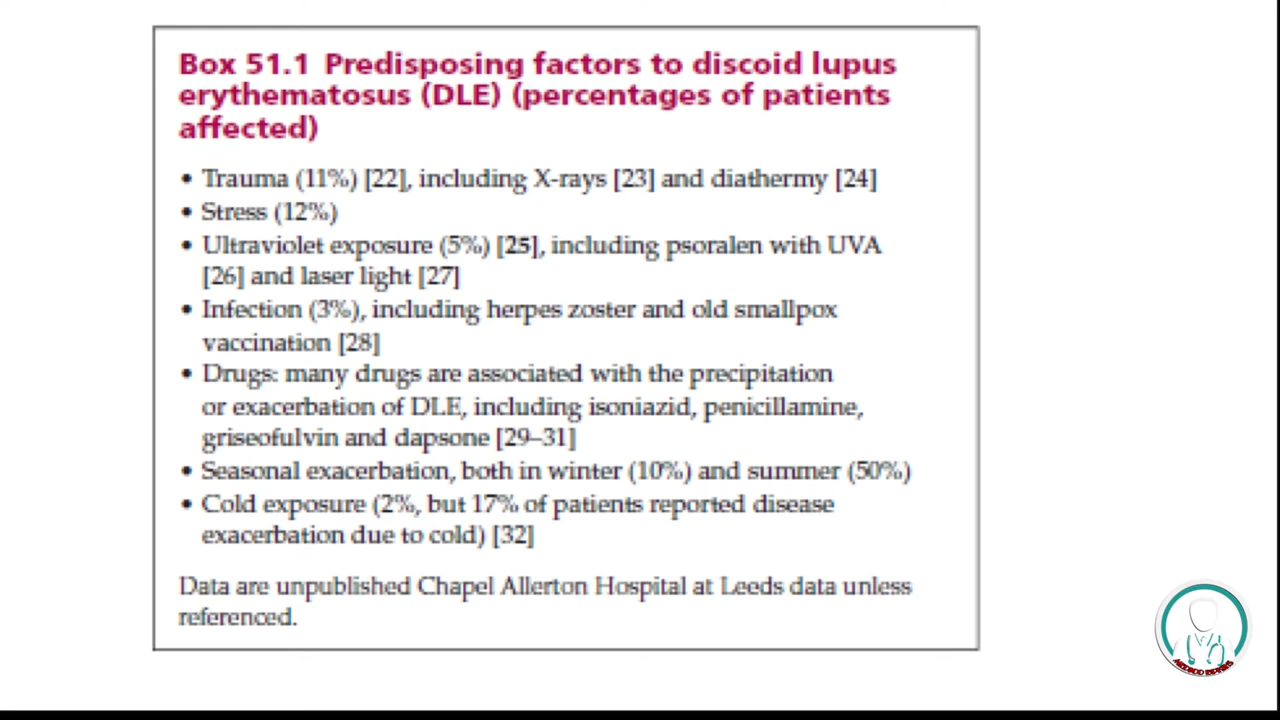 Box 51.1 Predisposing factors to discoid lupus
erythematosus (DLE) (percentages of patients
affected)
• Trauma (11%) [22], including X-rays [23] and diathermy [24]
• Stress (12%)
• Ultraviolet exposure (5%) [25], including psoralen with UVA
[26] and laser light [27]
• Infection (3%), including herpes zoster and old smallpox
vaccination [28]
• Drugs: many drugs are associated with the precipitation
or exacerbation of DLE, including isoniazid, penicillamine,
griseofulvin and dapsone [29–31]
• Seasonal exacerbation, both in winter (10%) and summer (50%)
• Cold exposure (2%, but 17% of patients reported disease
exacerbation due to cold) [32]
Data are unpublished Chapel Allerton Hospital at Leeds data unless
referenced.